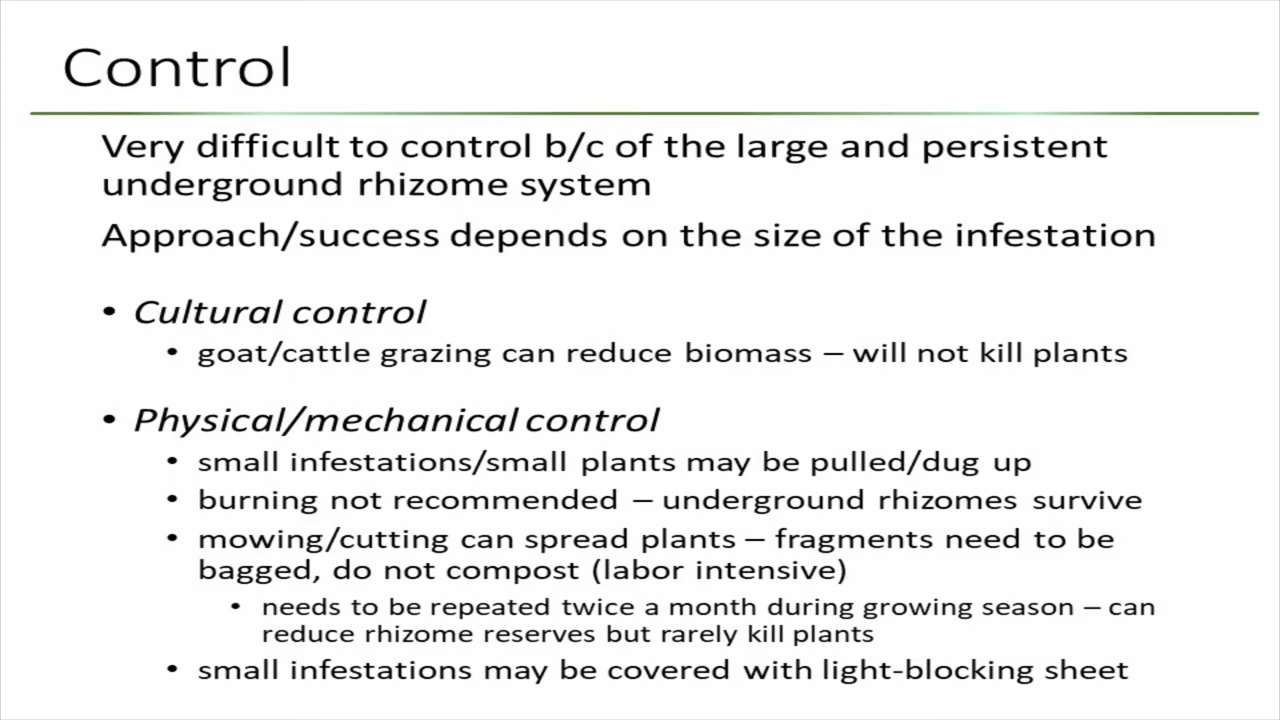 Control
Very difficult to control b/c of the large and persistent
underground rhizome system
Approach/success depends on the size of the infestation
• Cultural control
• goat/cattle grazing can reduce biomass – will not kill plants
• Physical/mechanical control
• small infestations/small plants may be pulled/dug up
• burning not recommended – underground rhizomes survive
• mowing/cutting can spread plants – fragments need to be
bagged, do not compost (labor intensive)
• needs to be repeated twice a month during growing season – can
reduce rhizome reserves but rarely kill plants
• small infestations may be covered with light-blocking sheet